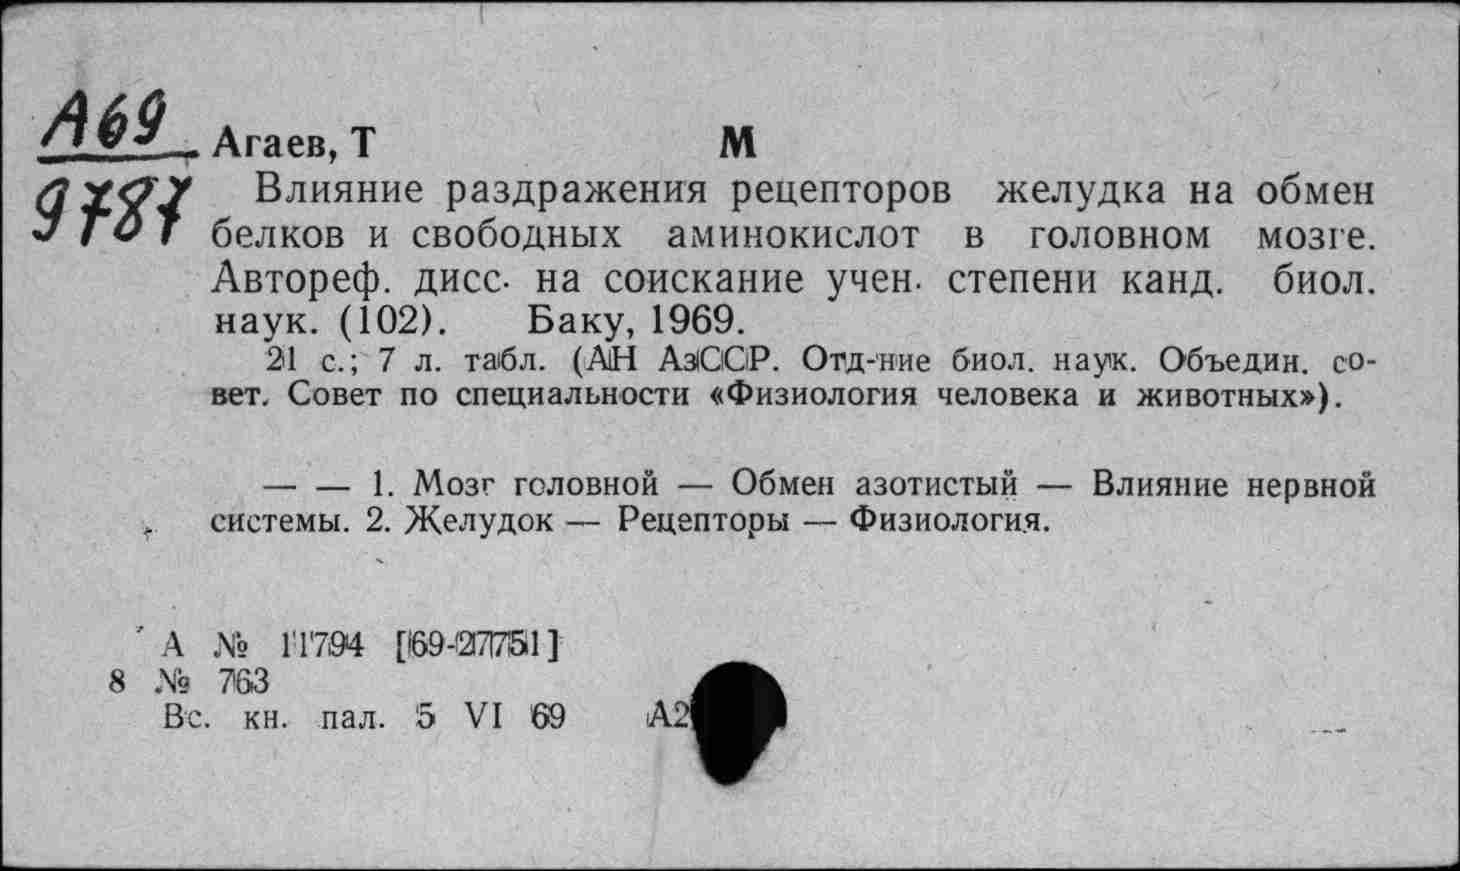 А69
9787
Агаев, Т М
Влияние раздражения рецепторов желудка на обмен
белков и свободных аминокислот в головном мозге.
Автореф. дисс. на соискание учен. степени канд. биол.
наук. (102). Баку, 1969.
21 с.; 7 л. табл. (АН АзССР. Отд-ние биол. наук. Объедин. со-
вет. Совет по специальности «Физиология человека и животных»).
— — 1. Мозг головной — Обмен азотистый — Влияние нервной
системы. 2. Желудок — Рецепторы — Физиология.
А № 11794 [69-27751]
8 № 763
Вс. кн. пал. 5 VI 69 А2